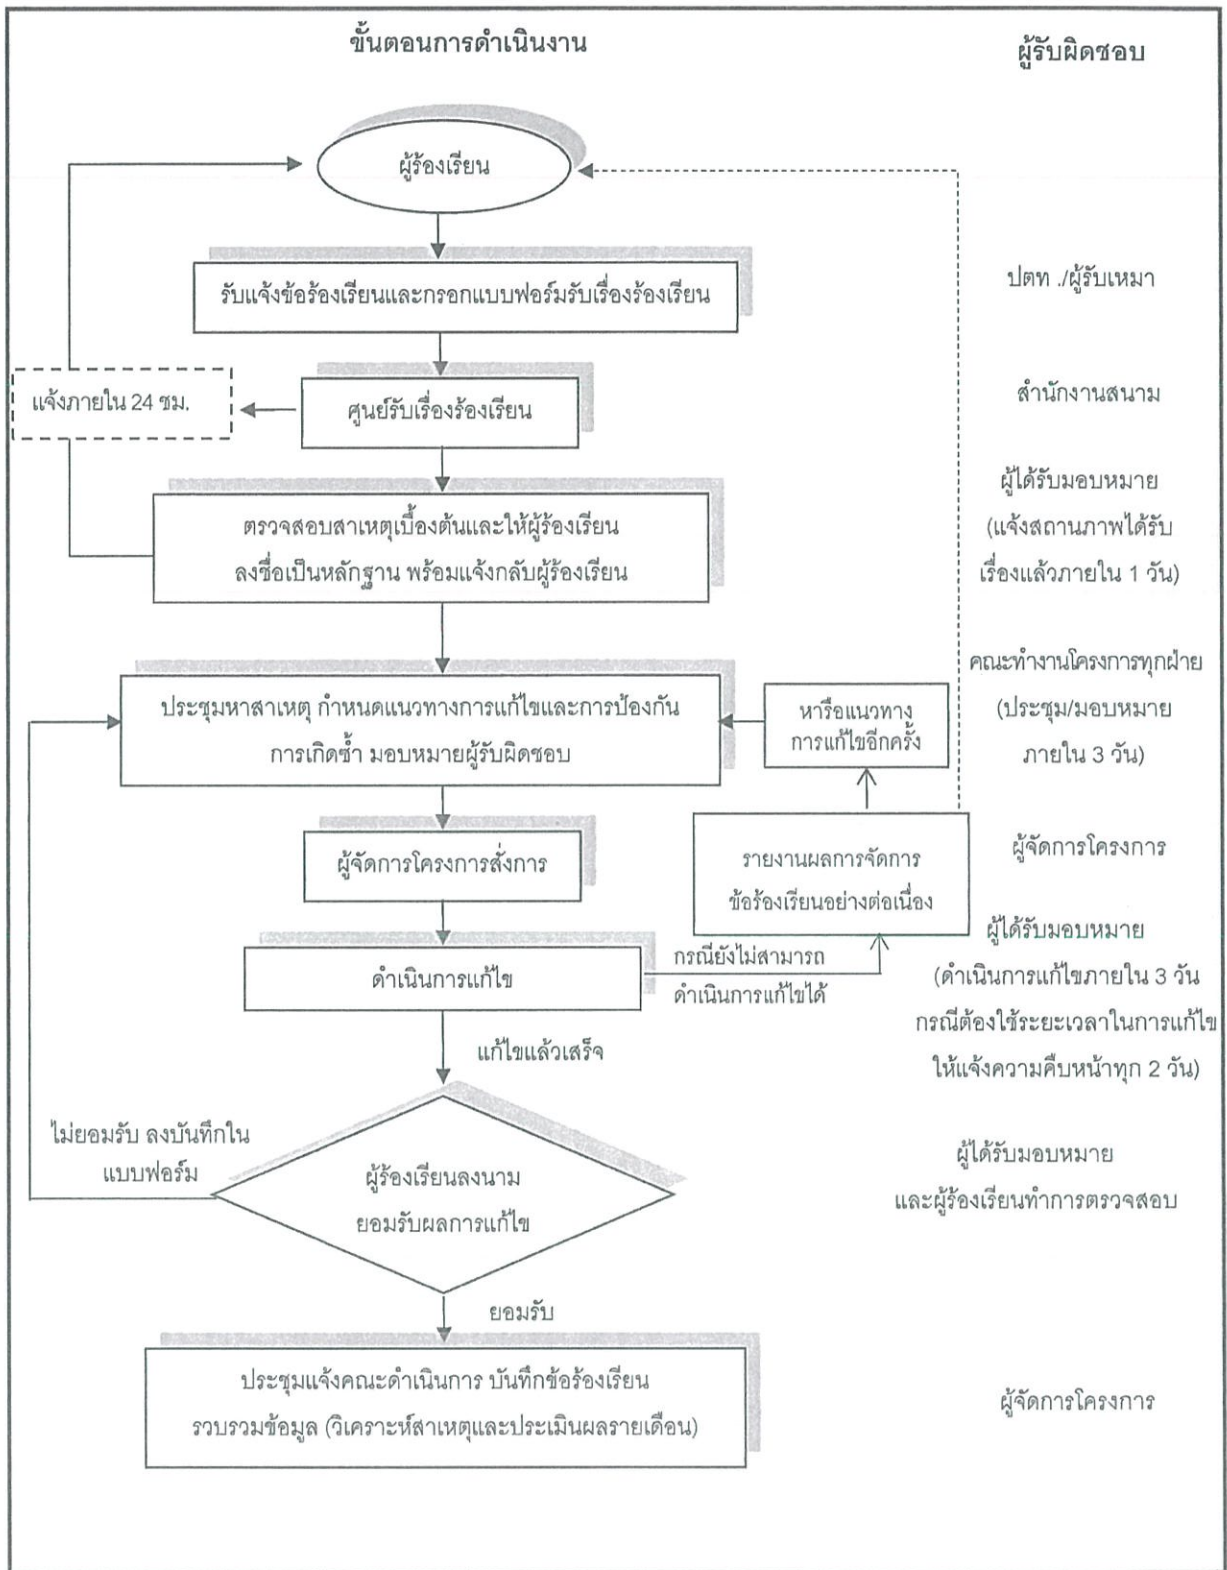 ขั้นตอนการดำเนินงาน
ผู้รับผิดชอบ
ผู้ร้องเรียน
รับแจ้งข้อร้องเรียนและกรอกแบบฟอร์มรับเรื่องร้องเรียน
ปตท ./ผู้รับเหมา
แจ้งภายใน 24 ชม.
ศูนย์รับเรื่องร้องเรียน
สำนักงานสนาม
ตรวจสอบสาเหตุเบื้องต้นและให้ผู้ร้องเรียน
ลงชื่อเป็นหลักฐาน พร้อมแจ้งกลับผู้ร้องเรียน
ผู้ได้รับมอบหมาย
(แจ้งสถานภาพได้รับ
เรื่องแล้วภายใน 1 วัน)
ประชุมหาสาเหตุ กำหนดแนวทางการแก้ไขและการป้องกัน
การเกิดซ้ำ มอบหมายผู้รับผิดชอบ
หารือแนวทาง
การแก้ไขอีกครั้ง
คณะทำงานโครงการทุกฝ่าย
(ประชุม/มอบหมาย
ภายใน 3 วัน)
ผู้จัดการโครงการสั่งการ
รายงานผลการจัดการ
ข้อร้องเรียนอย่างต่อเนื่อง
ผู้จัดการโครงการ
ดำเนินการแก้ไข
กรณียังไม่สามารถ
ดำเนินการแก้ไขได้
ผู้ได้รับมอบหมาย
(ดำเนินการแก้ไขภายใน 3 วัน
กรณีต้องใช้ระยะเวลาในการแก้ไข
ให้แจ้งความคืบหน้าทุก 2 วัน)
แก้ไขแล้วเสร็จ
ไม่ยอมรับ ลงบันทึกใน
แบบฟอร์ม
ผู้ร้องเรียนลงนาม
ยอมรับผลการแก้ไข
ผู้ได้รับมอบหมาย
และผู้ร้องเรียนทำการตรวจสอบ
ยอมรับ
ประชุมแจ้งคณะดำเนินการ บันทึกข้อร้องเรียน
รวบรวมข้อมูล (วิเคราะห์สาเหตุและประเมินผลรายเดือน)
ผู้จัดการโครงการ